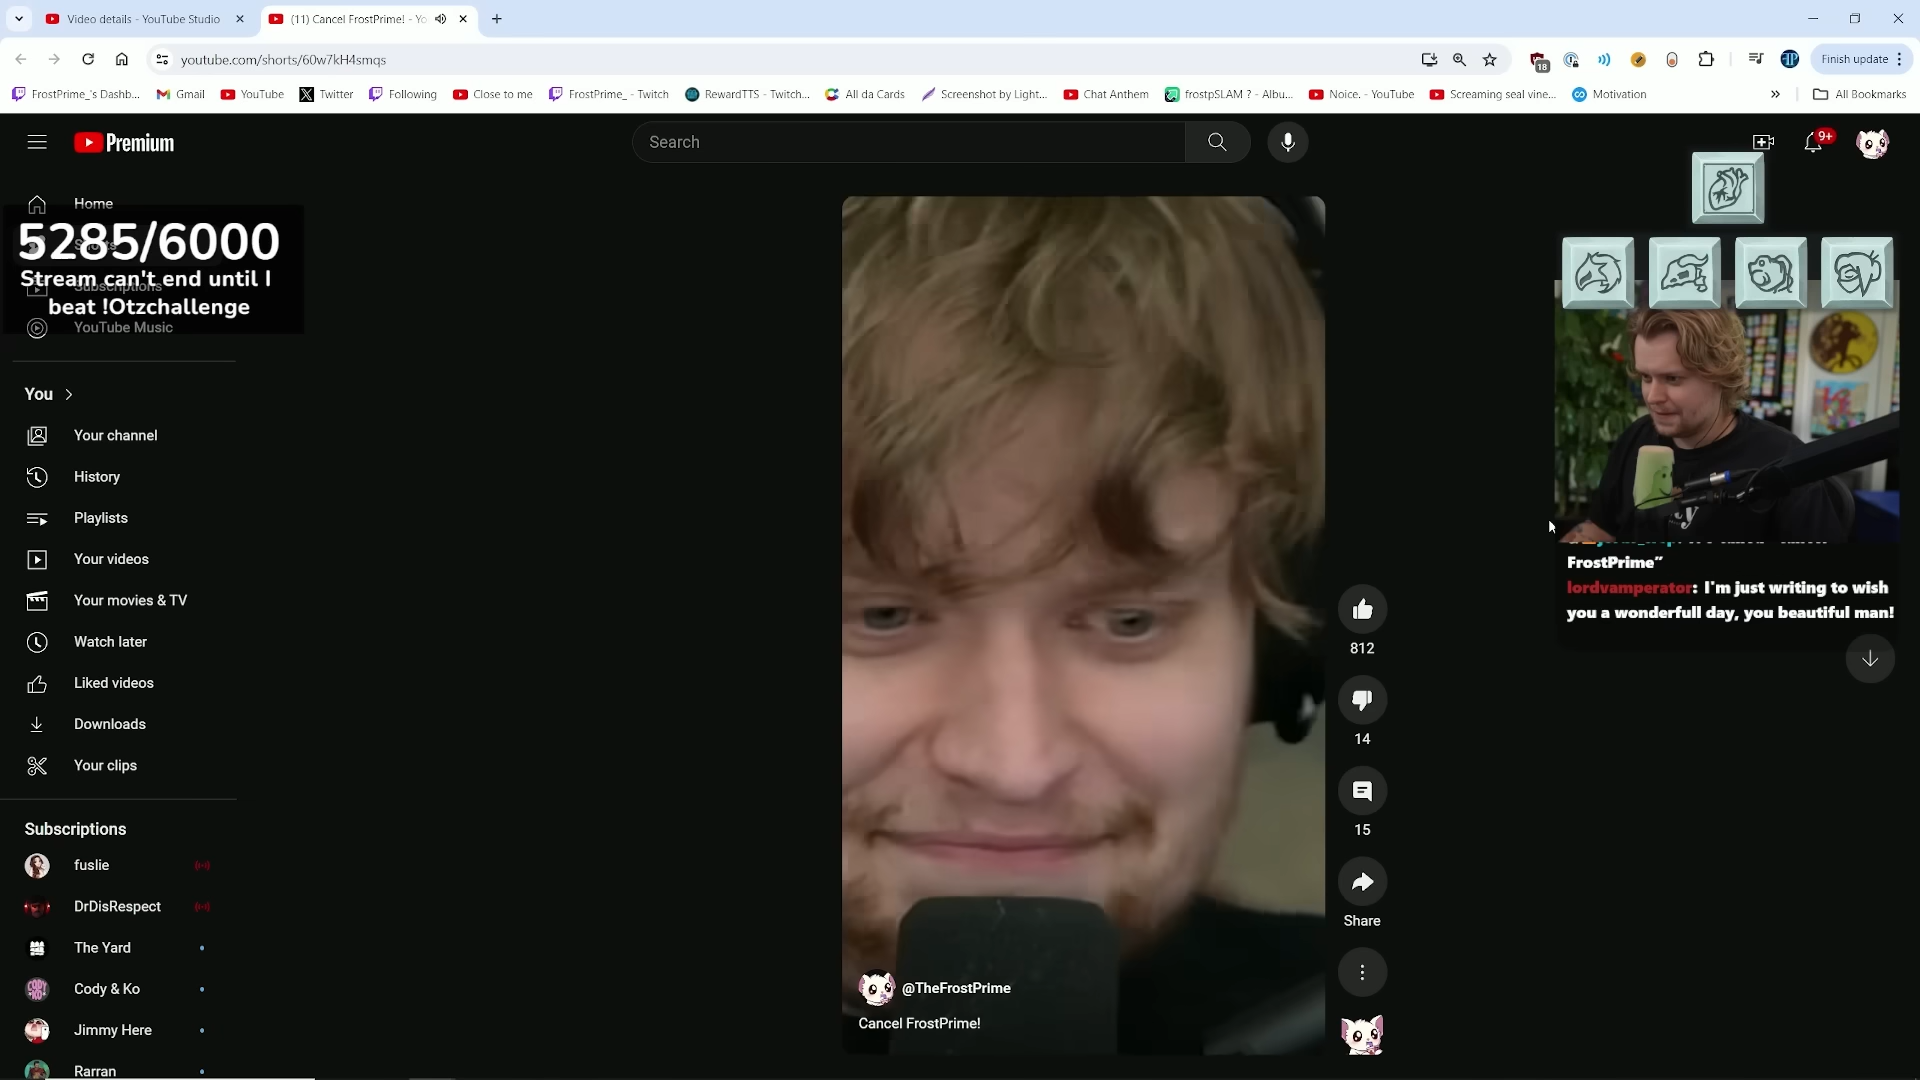 Video details - YouTube Studio
(11) Cancel FrostPrime! - Yo
youtube.com/shorts/60w7kH4smqs
18
Finish update
FrostPrime_'s Dashb...
Gmail
YouTube
Twitter
Following
Close to me
FrostPrime_ - Twitch
RewardTTS - Twitch...
All da Cards
Screenshot by Light...
Chat Anthem
frostpSLAM ? - Albu...
Noice. - YouTube
Screaming seal vine...
Motivation
All Bookmarks
Premium
Search
9+
Home
Shorts
Subscriptions
YouTube Music
5285/6000
Stream can't end until I
beat !Otzchallenge
You
Your channel
History
Playlists
Your videos
Your movies & TV
Watch later
Liked videos
Downloads
Your clips
Subscriptions
fuslie
DrDisRespect
The Yard
Cody & Ko
Jimmy Here
Rarran
812
14
15
Share
@TheFrostPrime
Cancel FrostPrime!
FrostPrime"
lordvamperator: I'm just writing to wish
you a wonderfull day, you beautiful man!